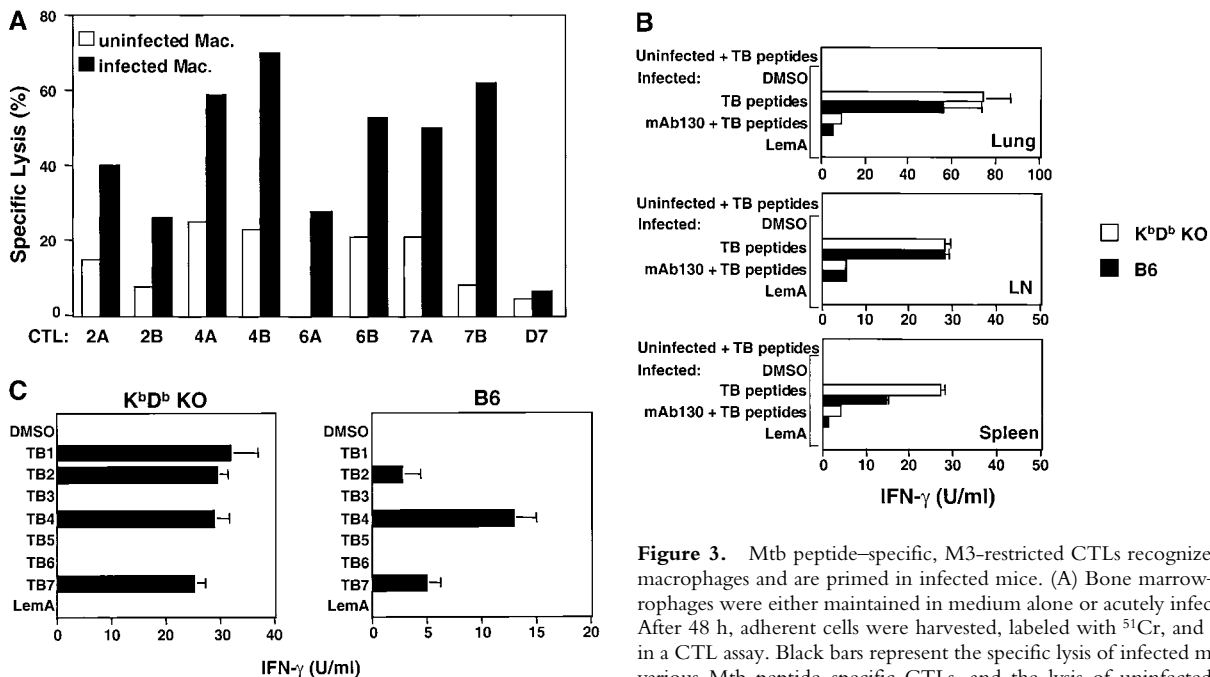 A
80
60
40
20
0
Specific Lysis (%)
uninfected Mac.
infected Mac.
CTL: 2A 2B 4A 4B 6A 6B 7A 7B D7
B
Uninfected + TB peptides
Infected: DMSO
TB peptides
mAb130 + TB peptides
LemA
Lung
0 20 40 60 80 100
Uninfected + TB peptides
Infected: DMSO
TB peptides
mAb130 + TB peptides
LemA
LN
0 10 20 30 40 50
Uninfected + TB peptides
Infected: DMSO
TB peptides
mAb130 + TB peptides
LemA
Spleen
0 10 20 30 40 50
IFN-γ (U/ml)
KᵇDᵇ KO
B6
C
KᵇDᵇ KO
DMSO
TB1
TB2
TB3
TB4
TB5
TB6
TB7
LemA
0 10 20 30 40
B6
DMSO
TB1
TB2
TB3
TB4
TB5
TB6
TB7
LemA
0 5 10 15 20
IFN-γ (U/ml)
Figure 3. Mtb peptide–specific, M3-restricted CTLs recognize
macrophages and are primed in infected mice. (A) Bone marrow–
rophages were either maintained in medium alone or acutely infec
After 48 h, adherent cells were harvested, labeled with ⁵¹Cr, and
in a CTL assay. Black bars represent the specific lysis of infected m